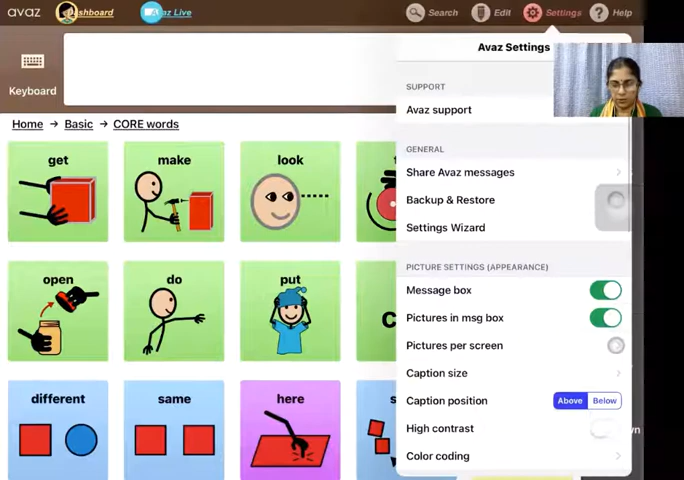 avaz Dashboard Avaz Live Search Edit Settings Help
Keyboard
Home → Basic → CORE words
get make look
open do put
different same here
Avaz Settings
SUPPORT
Avaz support
GENERAL
Share Avaz messages
Backup & Restore
Settings Wizard
PICTURE SETTINGS (APPEARANCE)
Message box
Pictures in msg box
Pictures per screen
Caption size
Caption position Above Below
High contrast
Color coding